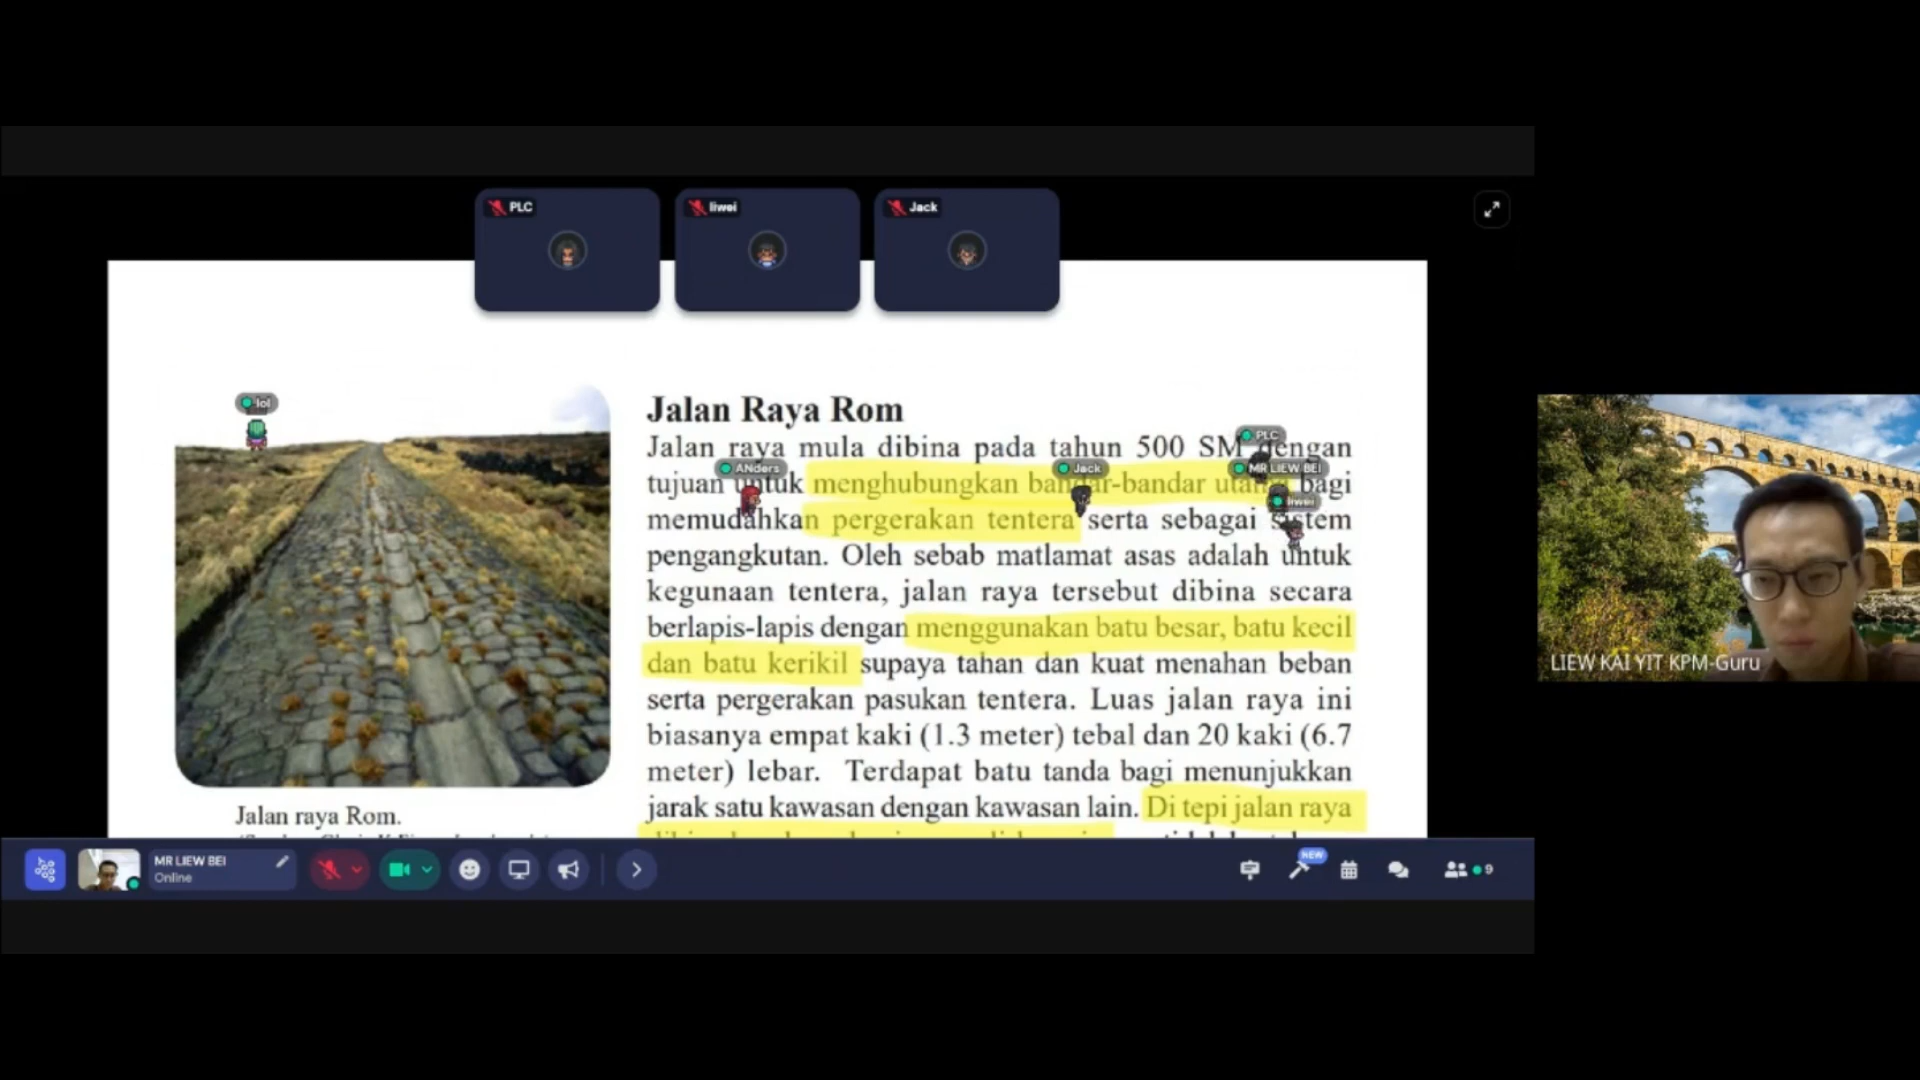 PLC
liwei
Jack
lol
Jalan Raya Rom
Jalan raya mula dibina pada tahun 500 SM dengan
PLC
ANders
Jack
MR LIEW BEI
tujuan untuk menghubungkan bandar-bandar utama bagi
liwei
memudahkan pergerakan tentera serta sebagai sistem
pengangkutan. Oleh sebab matlamat asas adalah untuk
kegunaan tentera, jalan raya tersebut dibina secara
berlapis-lapis dengan menggunakan batu besar, batu kecil
dan batu kerikil supaya tahan dan kuat menahan beban
serta pergerakan pasukan tentera. Luas jalan raya ini
biasanya empat kaki (1.3 meter) tebal dan 20 kaki (6.7
meter) lebar. Terdapat batu tanda bagi menunjukkan
jarak satu kawasan dengan kawasan lain. Di tepi jalan raya
Jalan raya Rom.
LIEW KAI YIT KPM-Guru
MR LIEW BEI
Online
NEW
9